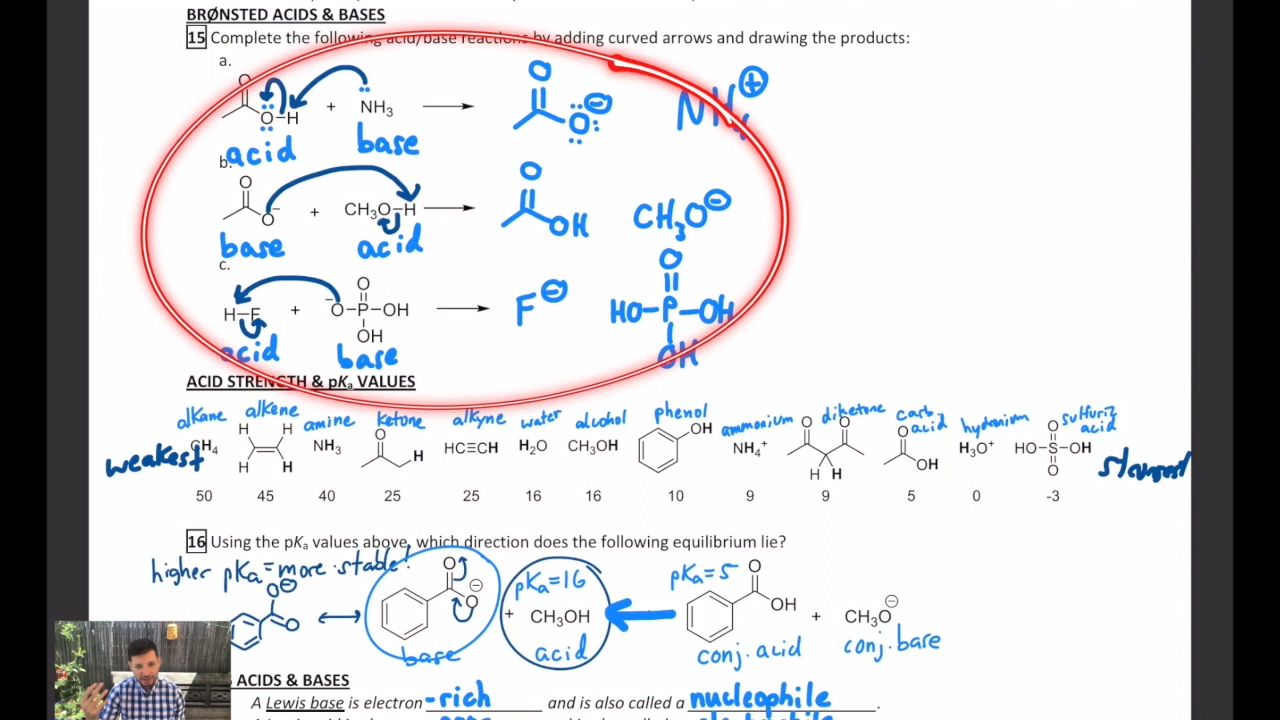 BRØNSTED ACIDS & BASES
15 Complete the following acid/base reactions by adding curved arrows and drawing the products:
a.
O
O–H + NH3 O O⊖ NH4⊕
acid base
b.
O
O⁻ + CH3O–H O OH CH3O⊖
base acid
c.
O O
H–F + ⁻O–P–OH F⊖ HO–P–OH
OH OH
acid base
ACID STRENGTH & pKa VALUES
alkane alkene amine ketone alkyne water alcohol phenol ammonium diketone carb. acid hydronium sulfuric acid
weakest CH4 H H H H NH3 O H HC≡CH H2O CH3OH OH NH4+ O O H H O OH H3O+ HO–S–OH O O strongest
50 45 40 25 25 16 16 10 9 9 5 0 -3
16 Using the pKa values above, which direction does the following equilibrium lie?
higher pKa = more stable!
O⊖ O O O⊖ pKa=16 pKa=5 O
+ CH3OH OH + CH3O⊖
base acid conj. acid conj. base
ACIDS & BASES
A Lewis base is electron -rich and is also called a nucleophile.